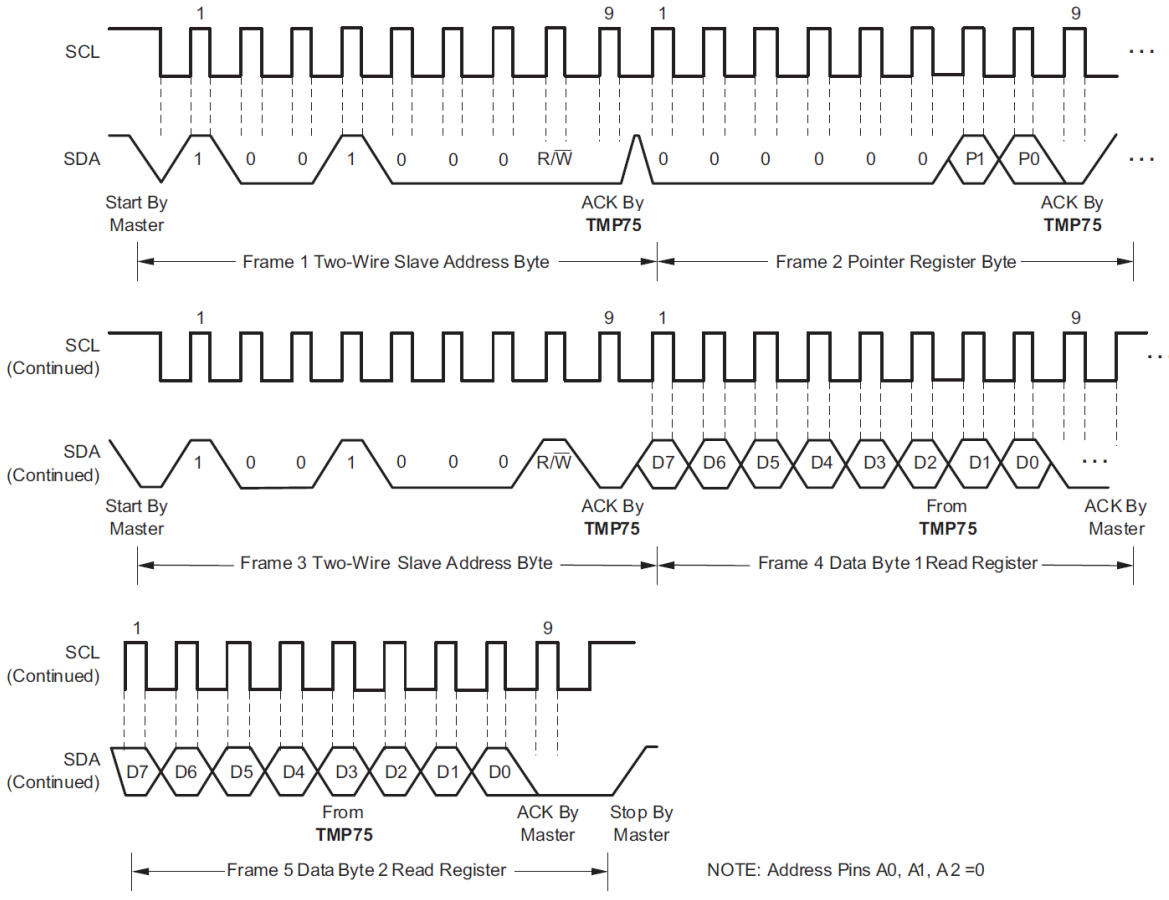 1 9 1 9
SCL ...
SDA 1 0 0 1 0 0 0 R/W̅ 0 0 0 0 0 0 P1 P0 ...
Start By ACK By ACK By
Master TMP75 TMP75
Frame 1 Two-Wire Slave Address Byte Frame 2 Pointer Register Byte
1 9 1 9
SCL
(Continued) ...
SDA
(Continued) 1 0 0 1 0 0 0 R/W̅ D7 D6 D5 D4 D3 D2 D1 D0 ...
Start By ACK By From ACK By
Master TMP75 TMP75 Master
Frame 3 Two-Wire Slave Address Byte Frame 4 Data Byte 1 Read Register
1 9
SCL
(Continued)
SDA
(Continued) D7 D6 D5 D4 D3 D2 D1 D0
From ACK By Stop By
TMP75 Master Master
Frame 5 Data Byte 2 Read Register NOTE: Address Pins A0, A1, A2 =0